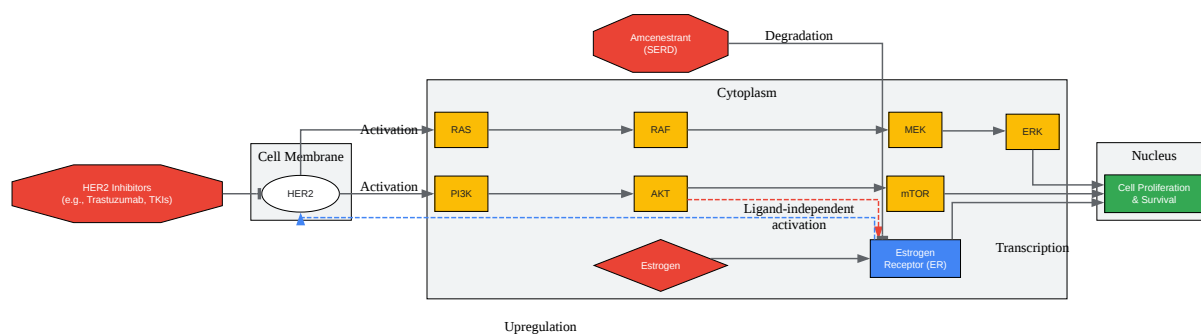 Amcenestrant
(SERD)
Degradation
Cytoplasm
Activation
RAS
RAF
MEK
ERK
Cell Membrane
Nucleus
HER2 Inhibitors
(e.g., Trastuzumab, TKIs)
HER2
Activation
PI3K
AKT
mTOR
Cell Proliferation
& Survival
Ligand-independent
activation
Estrogen
Estrogen
Receptor (ER)
Transcription
Upregulation